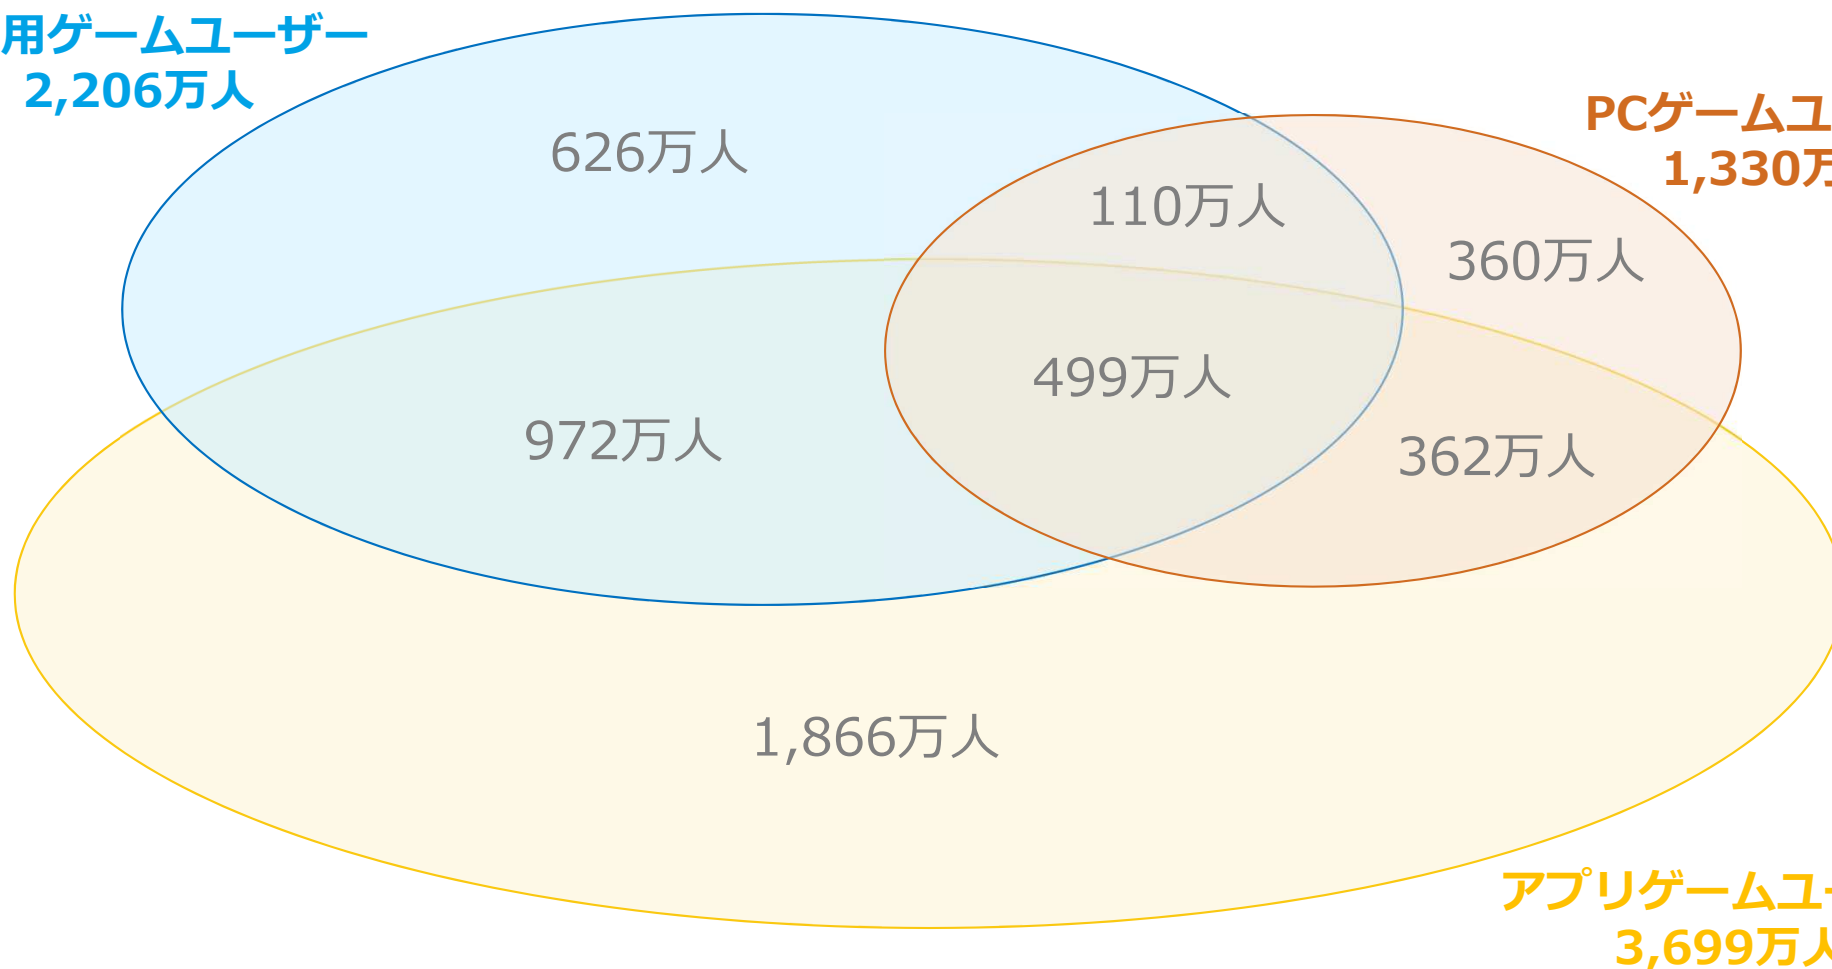 用ゲームユーザー
2,206万人
PCゲームユ
1,330万
626万人
110万人
360万人
499万人
972万人
362万人
1,866万人
アプリゲームユー
3,699万人